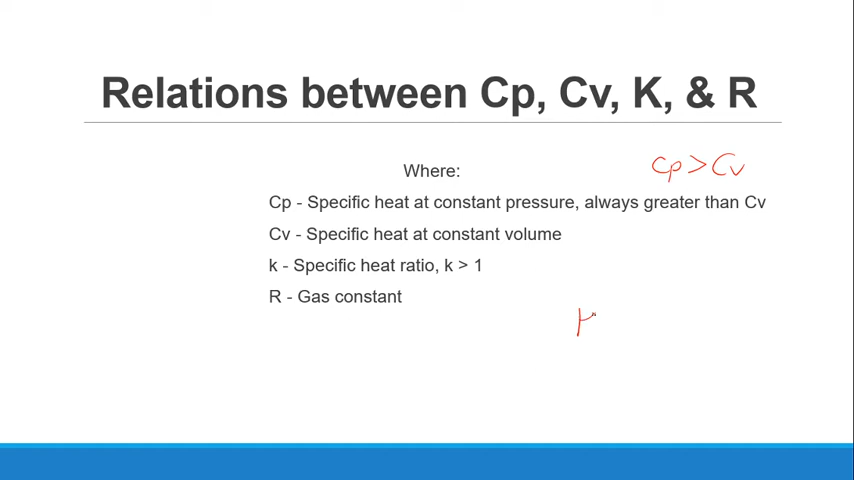 Relations between Cp, Cv, K, & R
Where:
Cp > Cv
Cp - Specific heat at constant pressure, always greater than Cv
Cv - Specific heat at constant volume
k - Specific heat ratio, k > 1
R - Gas constant